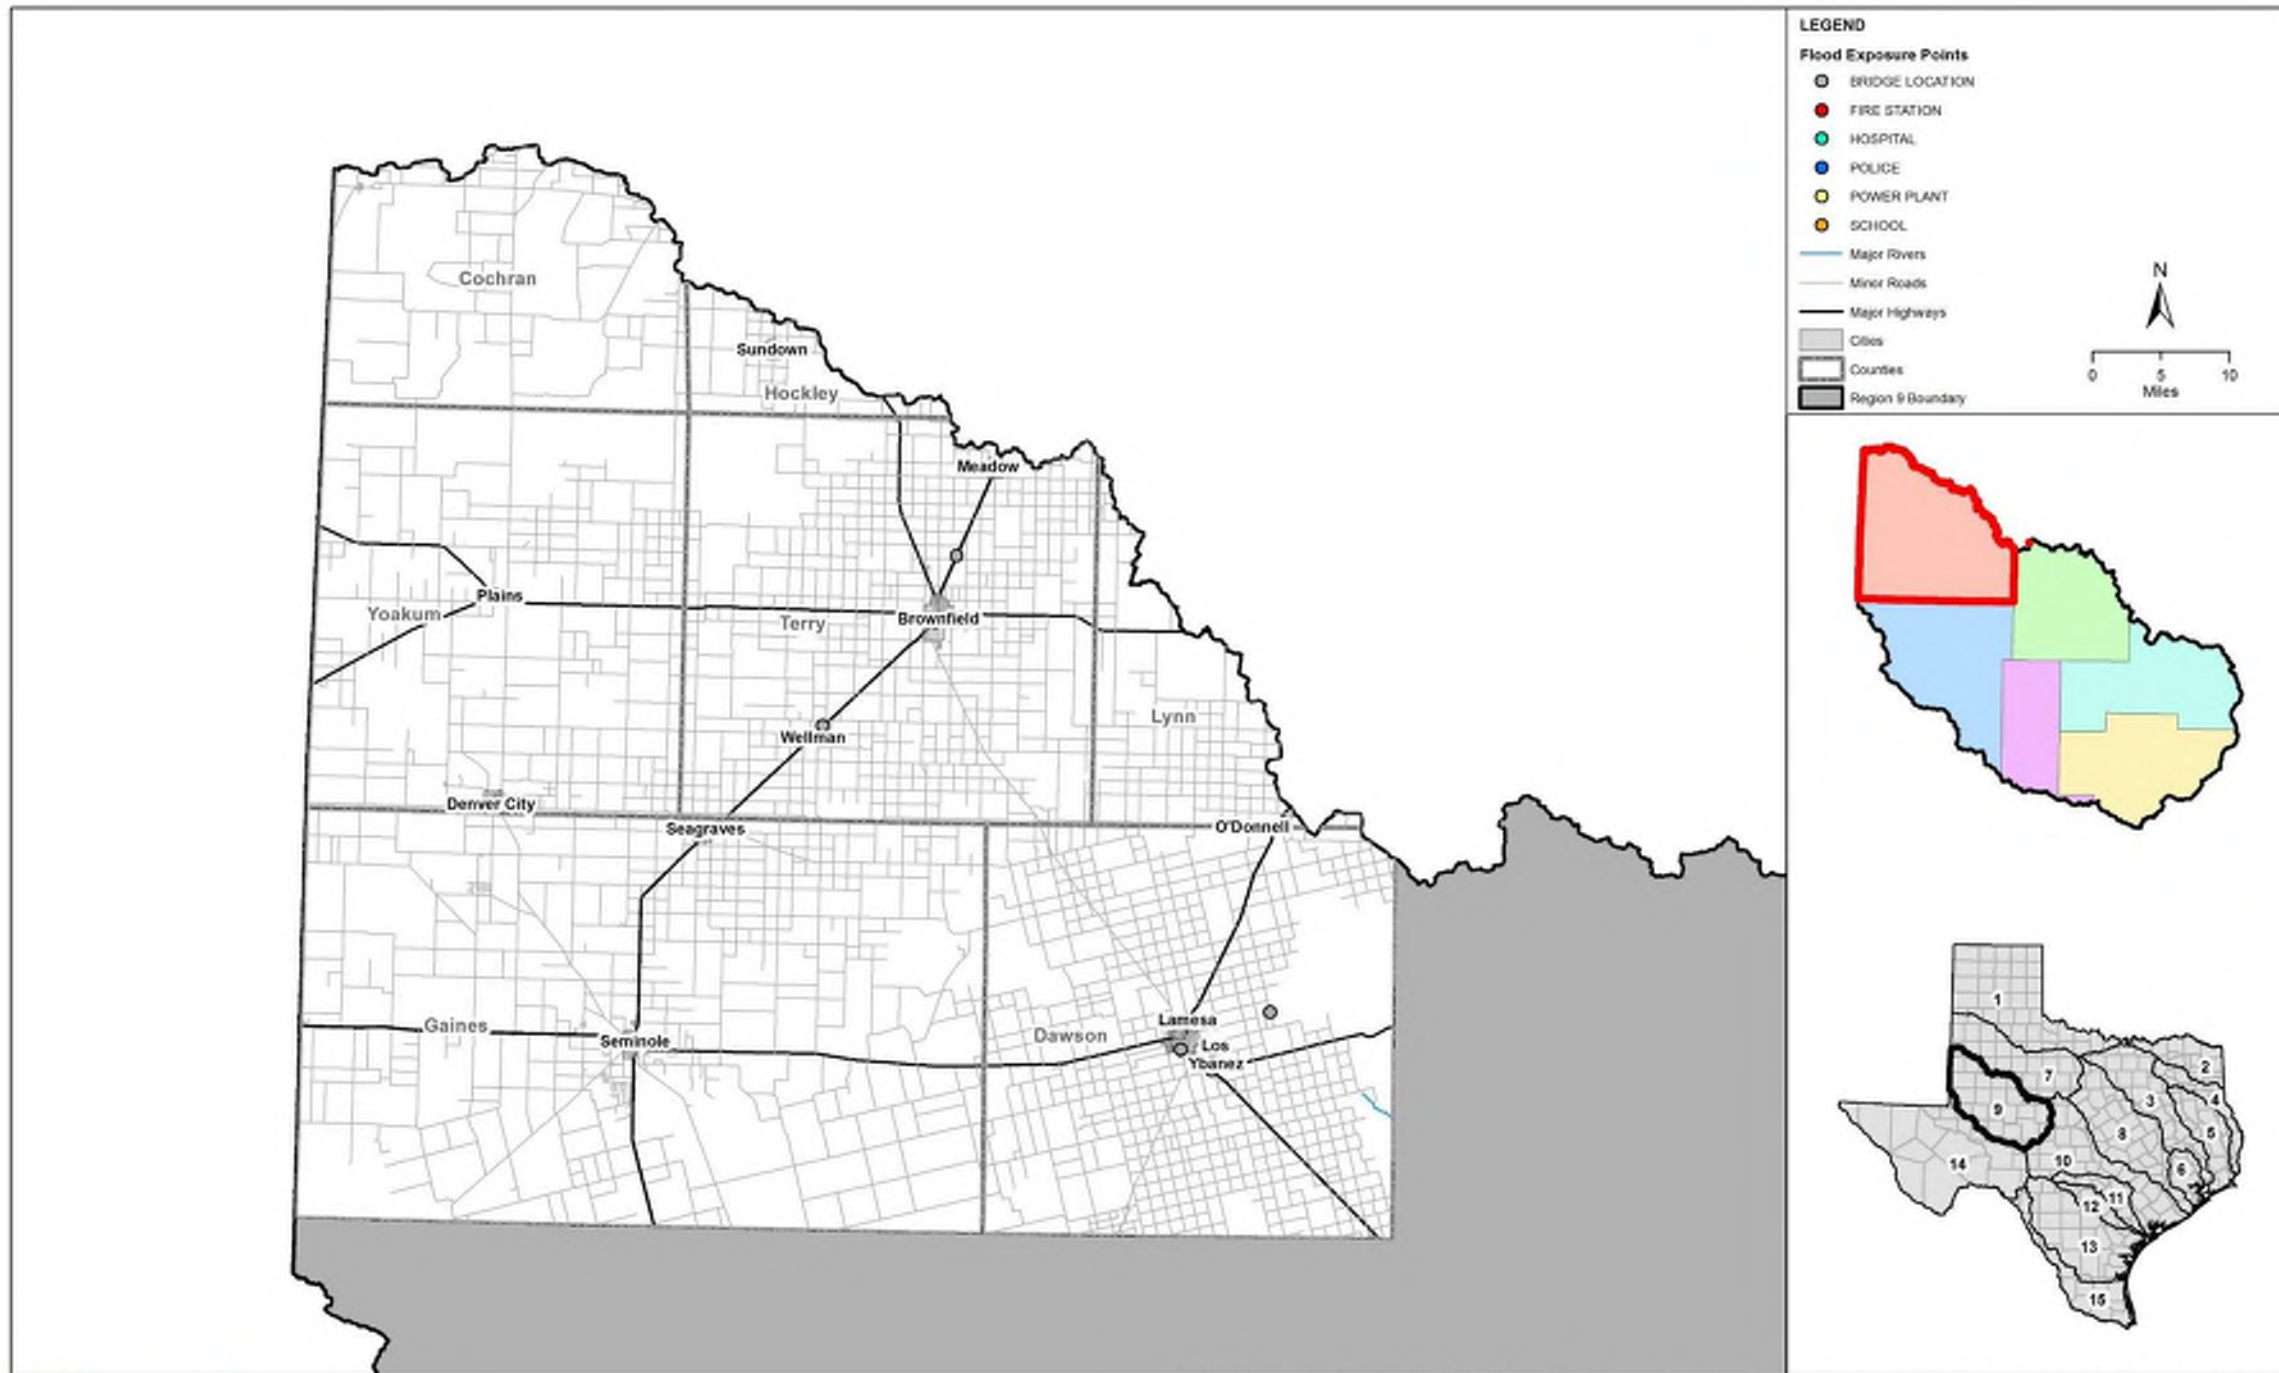 LEGEND
Flood Exposure Points
BRIDGE LOCATION
FIRE STATION
HOSPITAL
POLICE
POWER PLANT
SCHOOL
Major Rivers
Minor Roads
Major Highways
Cities
Counties
Region 9 Boundary
N
0 5 10
Miles
Cochran
Sundown
Hockley
Meadow
Plains
Yoakum
Terry
Brownfield
Lynn
Wellman
Denver City
Seagraves
O'Donnell
Gaines
Seminole
Dawson
Lamesa
Los
Ybanez
1
2
7
3
4
9
8
5
14
10
6
12
11
13
15